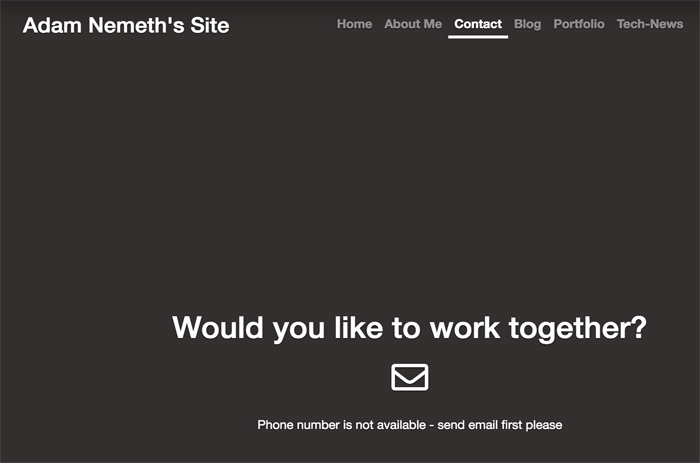 Adam Nemeth's Site
Home About Me Contact Blog Portfolio Tech-News
Would you like to work together?
Phone number is not available - send email first please